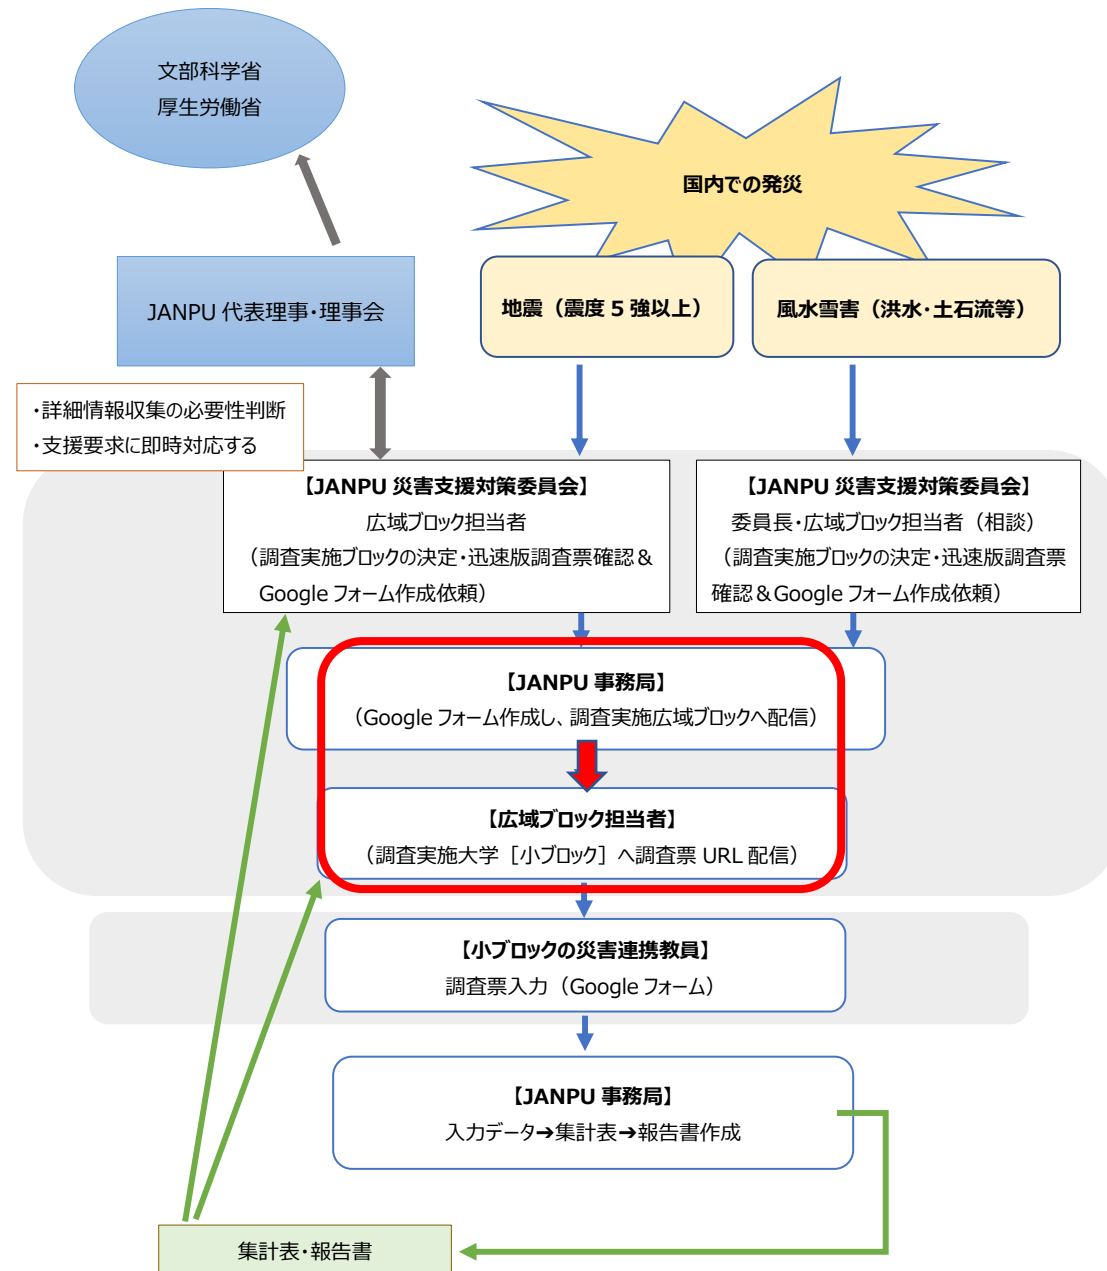 文部科学省
厚生労働省
国内での発災
JANPU 代表理事・理事会
地震（震度 5 強以上）
風水雪害（洪水・土石流等）
・詳細情報収集の必要性判断
・支援要求に即時対応する
【JANPU 災害支援対策委員会】
広域ブロック担当者
（調査実施ブロックの決定・迅速版調査票確認＆
Google フォーム作成依頼）
【JANPU 災害支援対策委員会】
委員長・広域ブロック担当者（相談）
（調査実施ブロックの決定・迅速版調査票
確認＆Google フォーム作成依頼）
【JANPU 事務局】
（Google フォーム作成し、調査実施広域ブロックへ配信）
【広域ブロック担当者】
（調査実施大学［小ブロック］へ調査票 URL 配信）
【小ブロックの災害連携教員】
調査票入力（Google フォーム）
【JANPU 事務局】
入力データ➔集計表➔報告書作成
集計表・報告書